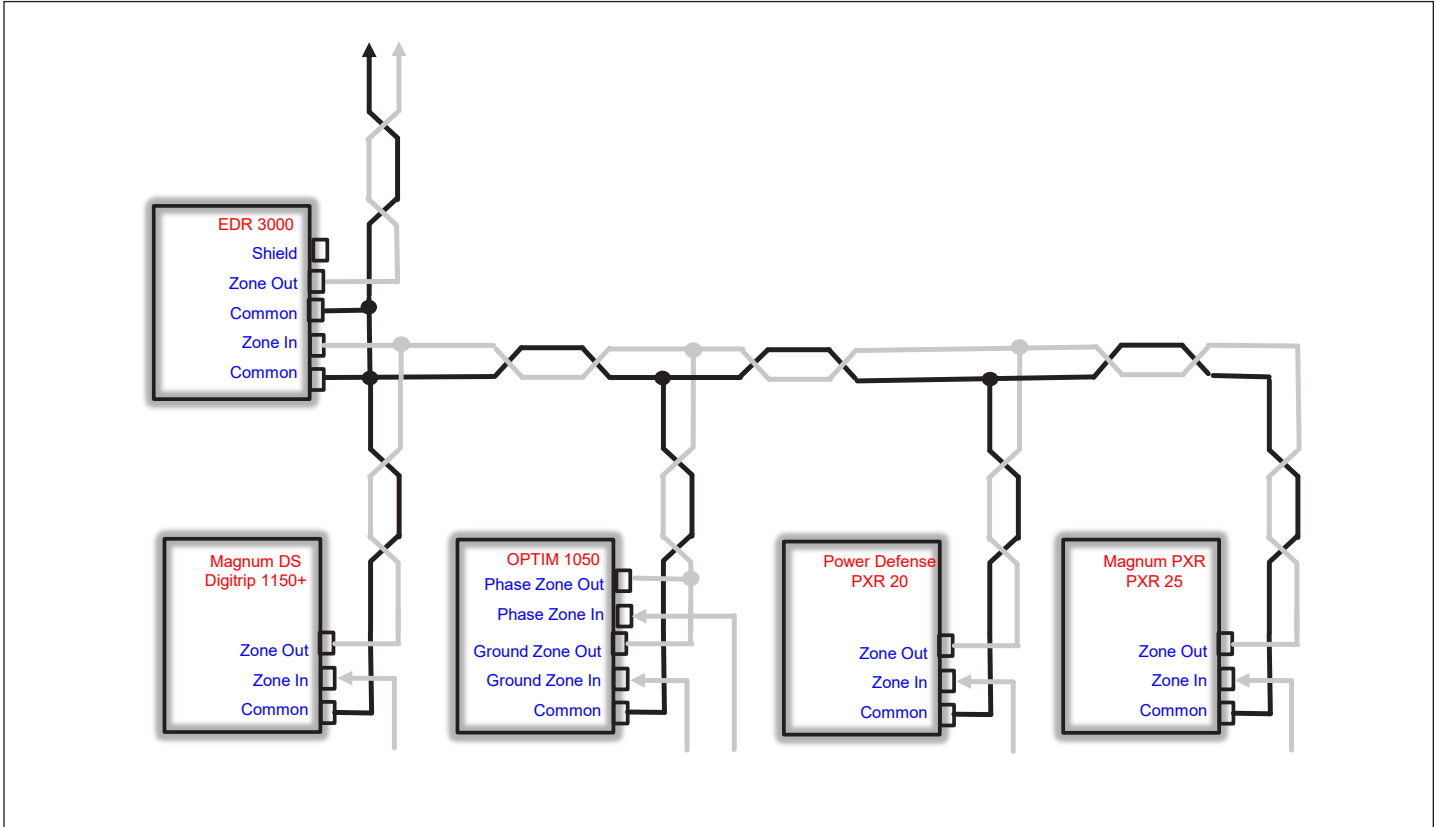 EDR 3000
Shield
Zone Out
Common
Zone In
Common
Magnum DS
Digitrip 1150+
Zone Out
Zone In
Common
OPTIM 1050
Phase Zone Out
Phase Zone In
Ground Zone Out
Ground Zone In
Common
Power Defense
PXR 20
Zone Out
Zone In
Common
Magnum PXR
PXR 25
Zone Out
Zone In
Common